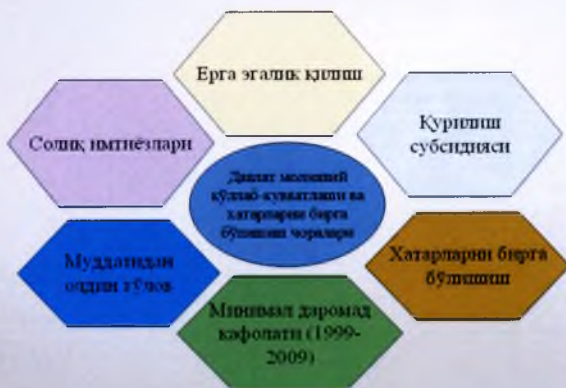 Ерга эгалик қилиш
Солиқ имтиёзлари
Қурилиш
субсидияси
Давлат молиявий
қўллаб-қувватлаши ва
хатарларни бирга
бўлишиш чоралари
Муддатидан
олдин тўлов
Хатарларни бирга
бўлишиш
Минимал даромад
кафолати (1999-
2009)